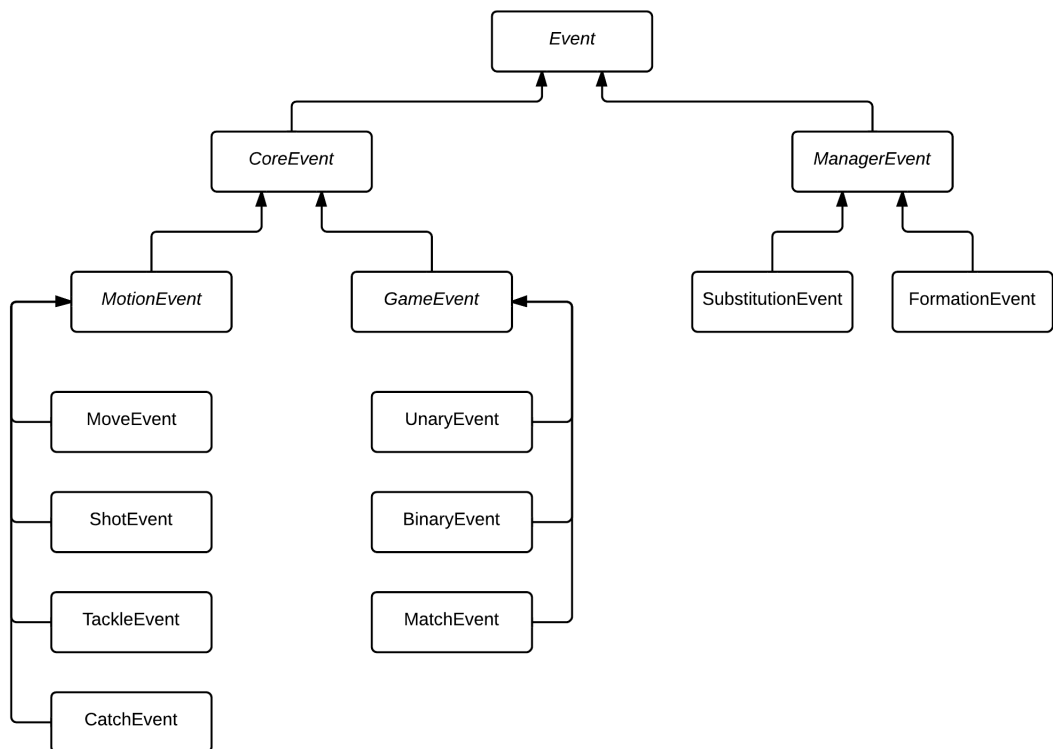 Event
CoreEvent
ManagerEvent
MotionEvent
GameEvent
SubstitutionEvent
FormationEvent
MoveEvent
UnaryEvent
ShotEvent
BinaryEvent
TackleEvent
MatchEvent
CatchEvent